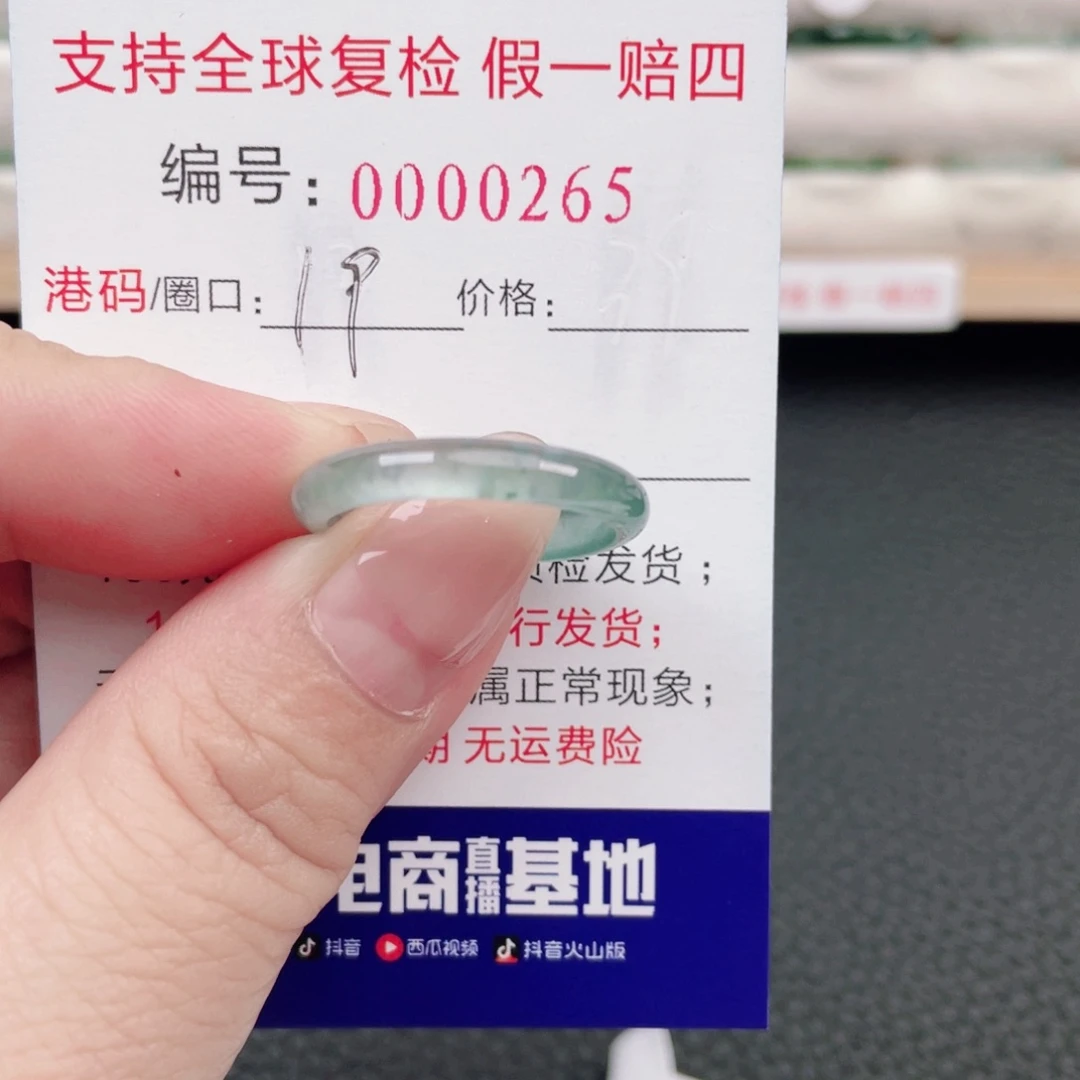 支持全球复检 假一赔四
编号：0000265
港码/圈口：19 价格：
检发货；
行发货；
属正常现象；
期 无运费险
电商直播基地
抖音 西瓜视频 抖音火山版